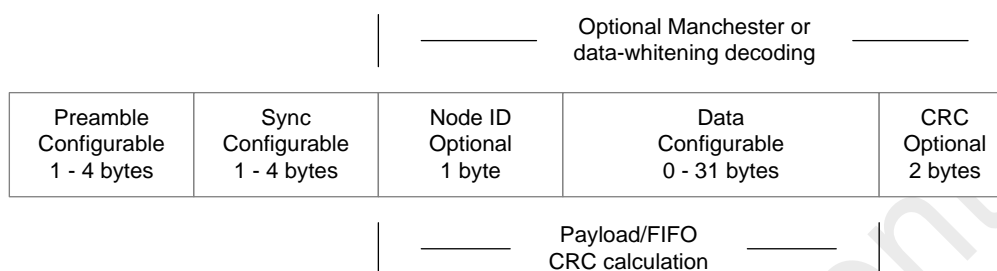 Optional Manchester or
data-whitening decoding
Preamble
Configurable
1 - 4 bytes
Sync
Configurable
1 - 4 bytes
Node ID
Optional
1 byte
Data
Configurable
0 - 31 bytes
CRC
Optional
2 bytes
Payload/FIFO
CRC calculation